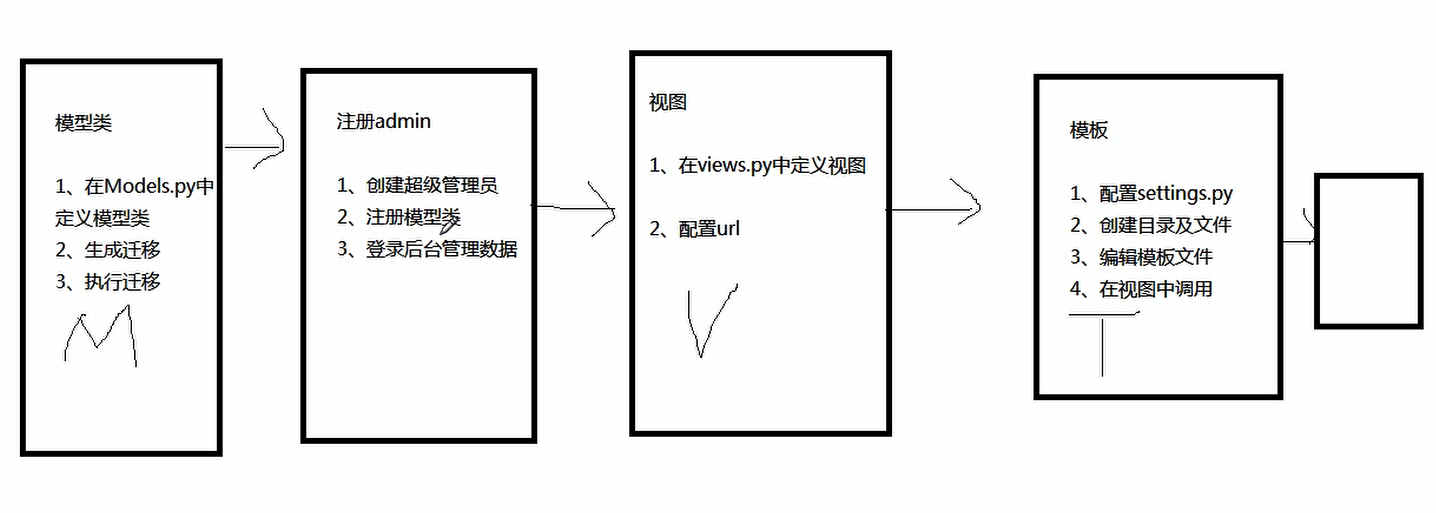 模型类
1、在Models.py中
定义模型类
2、生成迁移
3、执行迁移
M
注册admin
1、创建超级管理员
2、注册模型类
3、登录后台管理数据
视图
1、在views.py中定义视图
2、配置url
V
模板
1、配置settings.py
2、创建目录及文件
3、编辑模板文件
4、在视图中调用
T